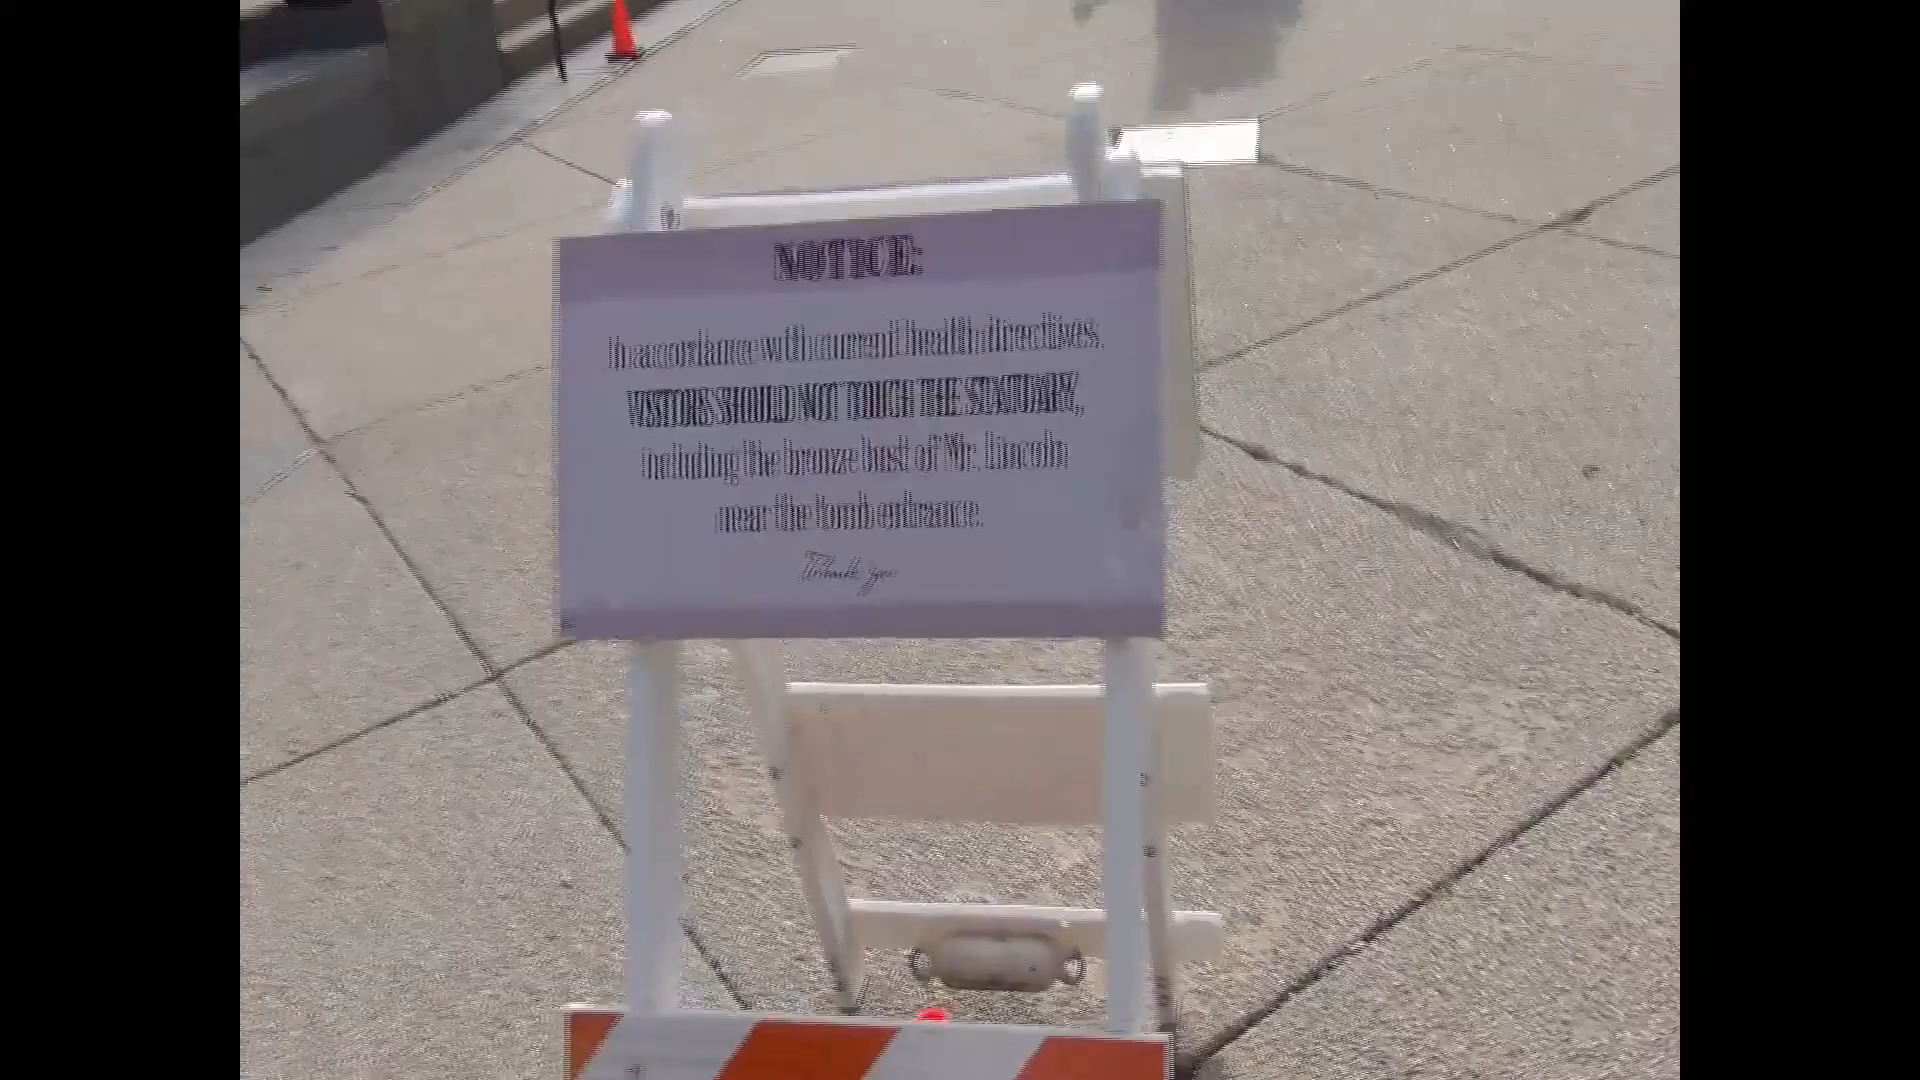 NOTICE:
In accordance with current health directives,
VISITORS SHOULD NOT TOUCH THE STATUARY,
including the bronze bust of Mr. Lincoln
near the tomb entrance.
Thank you